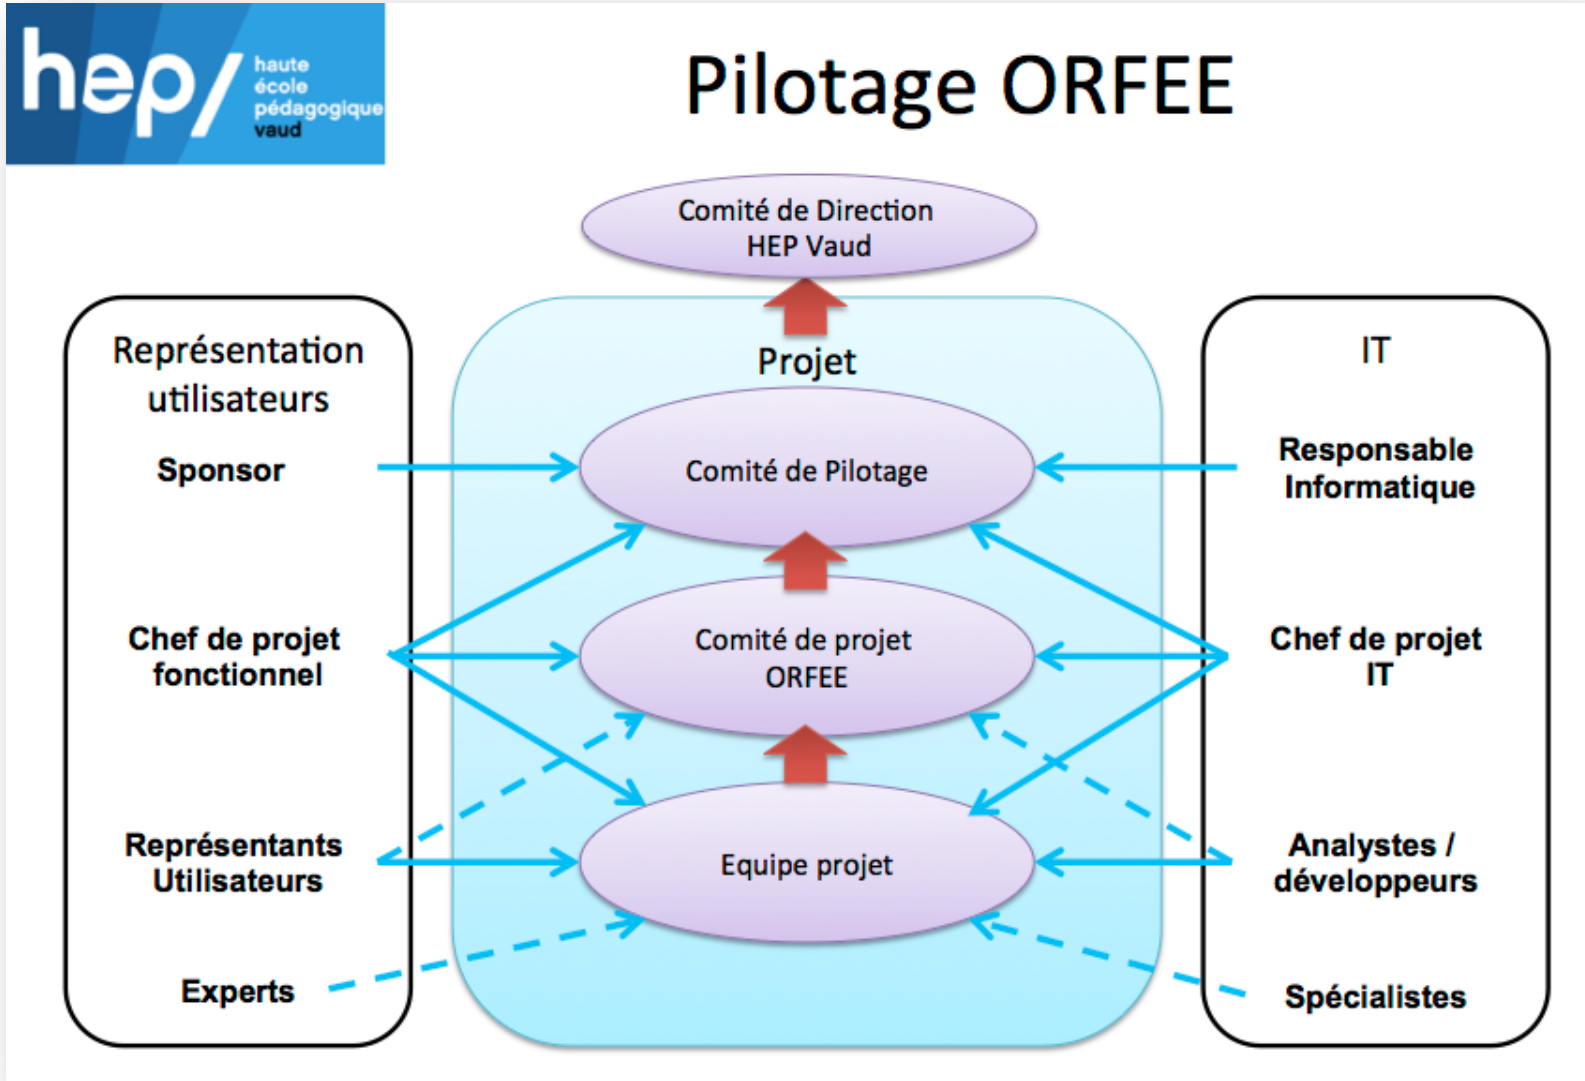 hep/
haute
école
pédagogique
vaud
Pilotage ORFEE
Comité de Direction
HEP Vaud
Représentation
utilisateurs
Sponsor
Chef de projet
fonctionnel
Représentants
Utilisateurs
Experts
Projet
Comité de Pilotage
Comité de projet
ORFEE
Equipe projet
IT
Responsable
Informatique
Chef de projet
IT
Analystes /
développeurs
Spécialistes